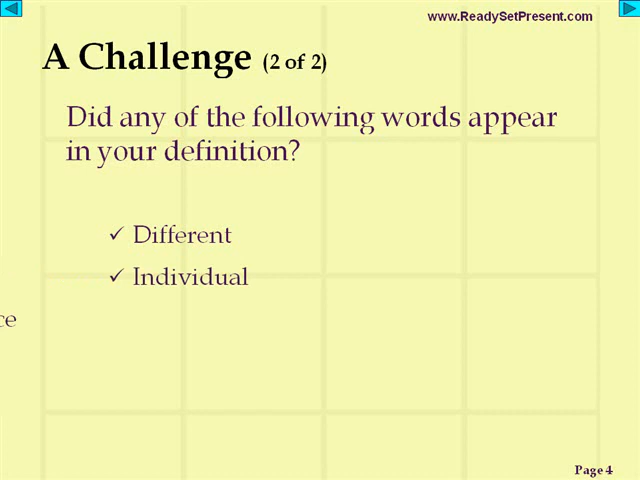 www.ReadySetPresent.com
A Challenge (2 of 2)
Did any of the following words appear
in your definition?
✓ Different
✓ Individual
ce
Page 4